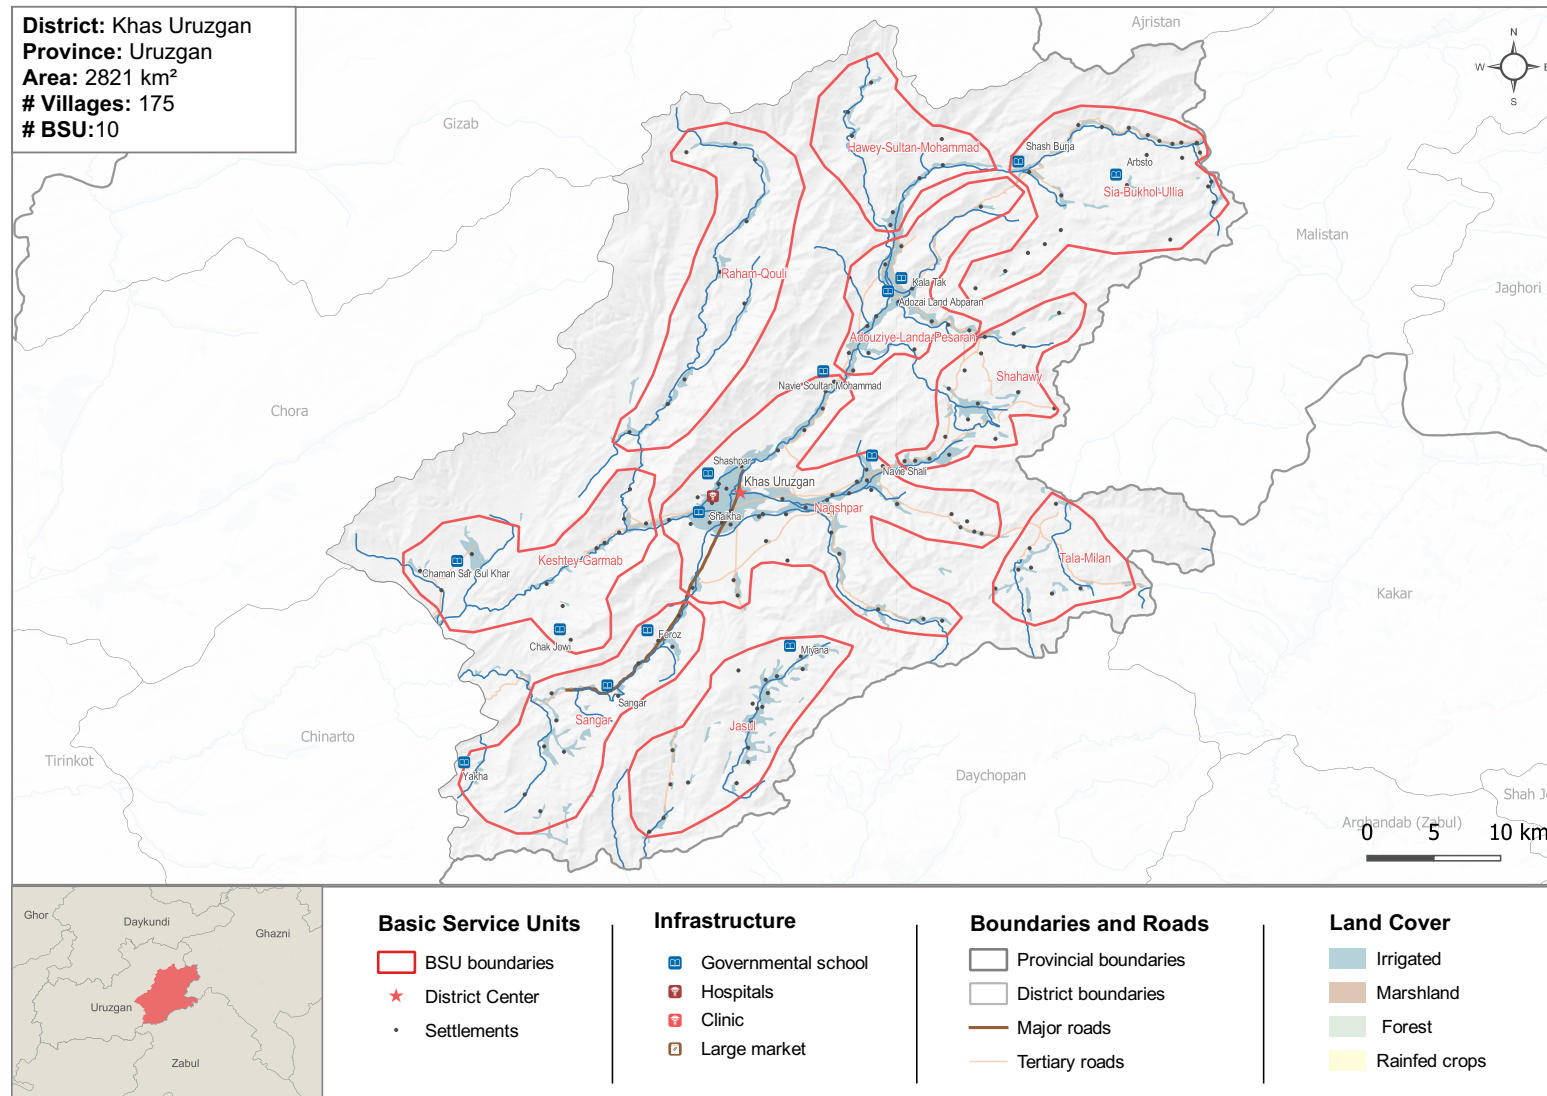 District: Khas Uruzgan
Province: Uruzgan
Area: 2821 km²
# Villages: 175
# BSU:10
Ajristan
N
W
E
S
Gizab
Hawey-Sultan-Mohammad
Shash Burja
Arbsto
Sia-Bukhol-Ullia
Malistan
Raham-Qouli
Kala Tak
Jaghori
Adozai Land Abparan
Adouziye-Landa-Pesaran
Shahawy
Navie Soultan Mohammad
Chora
Shashpar
Navie Shali
Khas Uruzgan
Nagshpar
Shaikha
Keshtey-Garmab
Tala-Milan
Chaman Sar Gul Khar
Kakar
Feroz
Chak Jowi
Miyana
Sangar
Sangar
Jasul
Chinarto
Tirinkot
Yakha
Daychopan
Shah J
Arghandab (Zabul)
0 5 10 km
Ghor
Daykundi
Ghazni
Uruzgan
Zabul
Basic Service Units
BSU boundaries
District Center
Settlements
Infrastructure
Governmental school
Hospitals
Clinic
Large market
Boundaries and Roads
Provincial boundaries
District boundaries
Major roads
Tertiary roads
Land Cover
Irrigated
Marshland
Forest
Rainfed crops